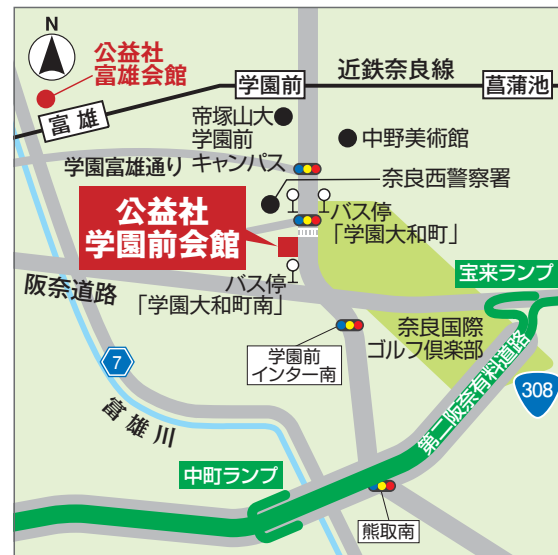 N
公益社
富雄会館
学園前
近鉄奈良線
菖蒲池
富雄
帝塚山大
学園前
キャンパス
中野美術館
学園富雄通り
奈良西警察署
公益社
学園前会館
バス停
「学園大和町」
阪奈道路
バス停
「学園大和町南」
宝来ランプ
学園前
インター南
奈良国際
ゴルフ倶楽部
7
308
富雄川
第二阪奈有料道路
中町ランプ
熊取南